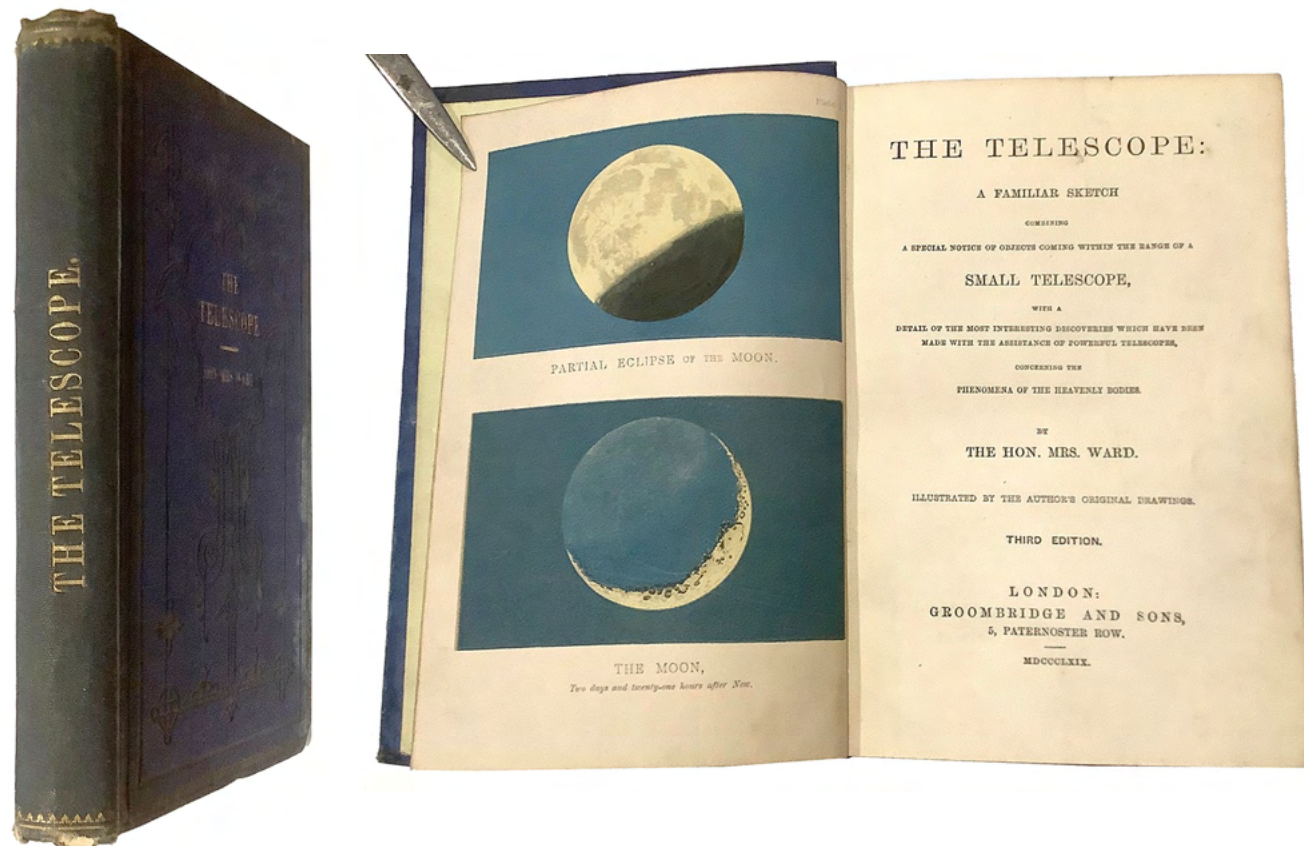 THE TELESCOPE.
THE
TELESCOPE
PARTIAL ECLIPSE OF THE MOON.
THE MOON,
Two days and twenty-one hours after New.
THE TELESCOPE:
A FAMILIAR SKETCH
COMBINING
A SPECIAL NOTICE OF OBJECTS COMING WITHIN THE RANGE OF A
SMALL TELESCOPE,
WITH A
DETAIL OF THE MOST INTERESTING DISCOVERIES WHICH HAVE BEEN
MADE WITH THE ASSISTANCE OF POWERFUL TELESCOPES,
CONCERNING THE
PHENOMENA OF THE HEAVENLY BODIES.
BY
THE HON. MRS. WARD.
ILLUSTRATED BY THE AUTHOR'S ORIGINAL DRAWINGS.
THIRD EDITION.
LONDON:
GROOMBRIDGE AND SONS,
5, PATERNOSTER ROW.
MDCCCLXIX.